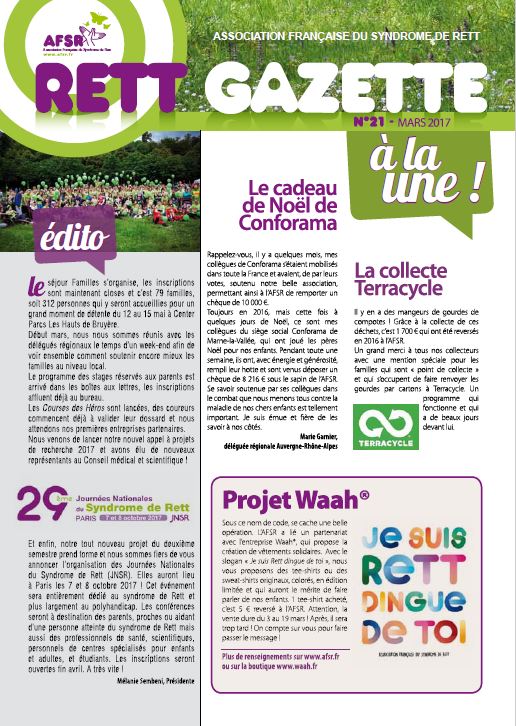 AFSR
Association Française du Syndrome de Rett
www.afsr.fr
ASSOCIATION FRANÇAISE DU SYNDROME DE RETT
RETT GAZETTE
N°21 - MARS 2017
à la
une !
édito
le séjour Familles s'organise, les inscriptions
sont maintenant closes et c'est 79 familles,
soit 312 personnes qui y seront accueillies pour un
grand moment de détente du 12 au 15 mai à Center
Parcs Les Hauts de Bruyère.
Début mars, nous nous sommes réunis avec les
délégués régionaux le temps d'un week-end afin de
voir ensemble comment soutenir encore mieux les
familles au niveau local.
Le programme des stages réservés aux parents est
arrivé dans les boîtes aux lettres, les inscriptions
affluent déjà au bureau.
Les Courses des Héros sont lancées, des coureurs
commencent déjà à valider leur dossard et nous
attendons nos premières entreprises partenaires.
Nous venons de lancer notre nouvel appel à projets
de recherche 2017 et avons élu de nouveaux
représentants au Conseil médical et scientifique !
29ème Journées Nationales
du Syndrome de Rett
PARIS 7 et 8 octobre 2017 JNSR
Et enfin, notre tout nouveau projet du deuxième
semestre prend forme et nous sommes fiers de vous
annoncer l'organisation des Journées Nationales
du Syndrome de Rett (JNSR). Elles auront lieu
à Paris les 7 et 8 octobre 2017 ! Cet événement
sera entièrement dédié au syndrome de Rett et
plus largement au polyhandicap. Les conférences
seront à destination des parents, proches ou aidant
d'une personne atteinte du syndrome de Rett mais
aussi des professionnels de santé, scientifiques,
personnels de centres spécialisés pour enfants
et adultes, et étudiants. Les inscriptions seront
ouvertes fin avril. A très vite !
Mélanie Sembeni, Présidente
Le cadeau
de Noël de
Conforama
Rappelez-vous, il y a quelques mois, mes
collègues de Conforama s'étaient mobilisés
dans toute la France et avaient, de par leurs
votes, soutenu notre belle association,
permettant ainsi à l'AFSR de remporter un
chèque de 10 000 €.
Toujours en 2016, mais cette fois à
quelques jours de Noël, ce sont mes
collègues du siège social Conforama de
Marne-la-Vallée, qui ont joué les pères
Noël pour nos enfants. Pendant toute une
semaine, ils ont, avec énergie et générosité,
rempli leur hotte et sont venus déposer un
chèque de 8 216 € sous le sapin de l'AFSR.
Se savoir soutenue par ses collègues dans
le combat que nous menons tous contre la
maladie de nos chers enfants est tellement
important. Je suis émue et fière de les
savoir à nos côtés.
Marie Garnier,
déléguée régionale Auvergne-Rhône-Alpes
La collecte
Terracycle
Il y en a des mangeurs de gourdes de
compotes ! Grâce à la collecte de ces
déchets, c'est 1 700 € qui ont été reversés
en 2016 à l'AFSR.
Un grand merci à tous nos collecteurs
avec une mention spéciale pour les
familles qui sont « point de collecte »
et qui s'occupent de faire renvoyer les
gourdes par cartons à Terracycle. Un
programme qui
fonctionne et qui
a de beaux jours
devant lui.
TERRACYCLE
Projet Waah®
Sous ce nom de code, se cache une belle
opération. L'AFSR a lié un partenariat
avec l'entreprise Waah®, qui propose la
création de vêtements solidaires. Avec le
slogan « Je suis Rett dingue de toi », nous
vous proposons des tee-shirts ou des
sweat-shirts originaux, colorés, en édition
limitée et qui auront le mérite de faire
parler de nos enfants. 1 tee-shirt acheté,
c'est 5 € reversé à l'AFSR. Attention, la
vente dure du 3 au 19 mars ! Après, il sera
trop tard ! On compte sur vous pour faire
passer le message !
Plus de renseignements sur www.afsr.fr
ou sur la boutique www.waah.fr
JE SUIS
RETT
DINGUE
DE TOI
ASSOCIATION FRANÇAISE DU SYNDROME DE RETT